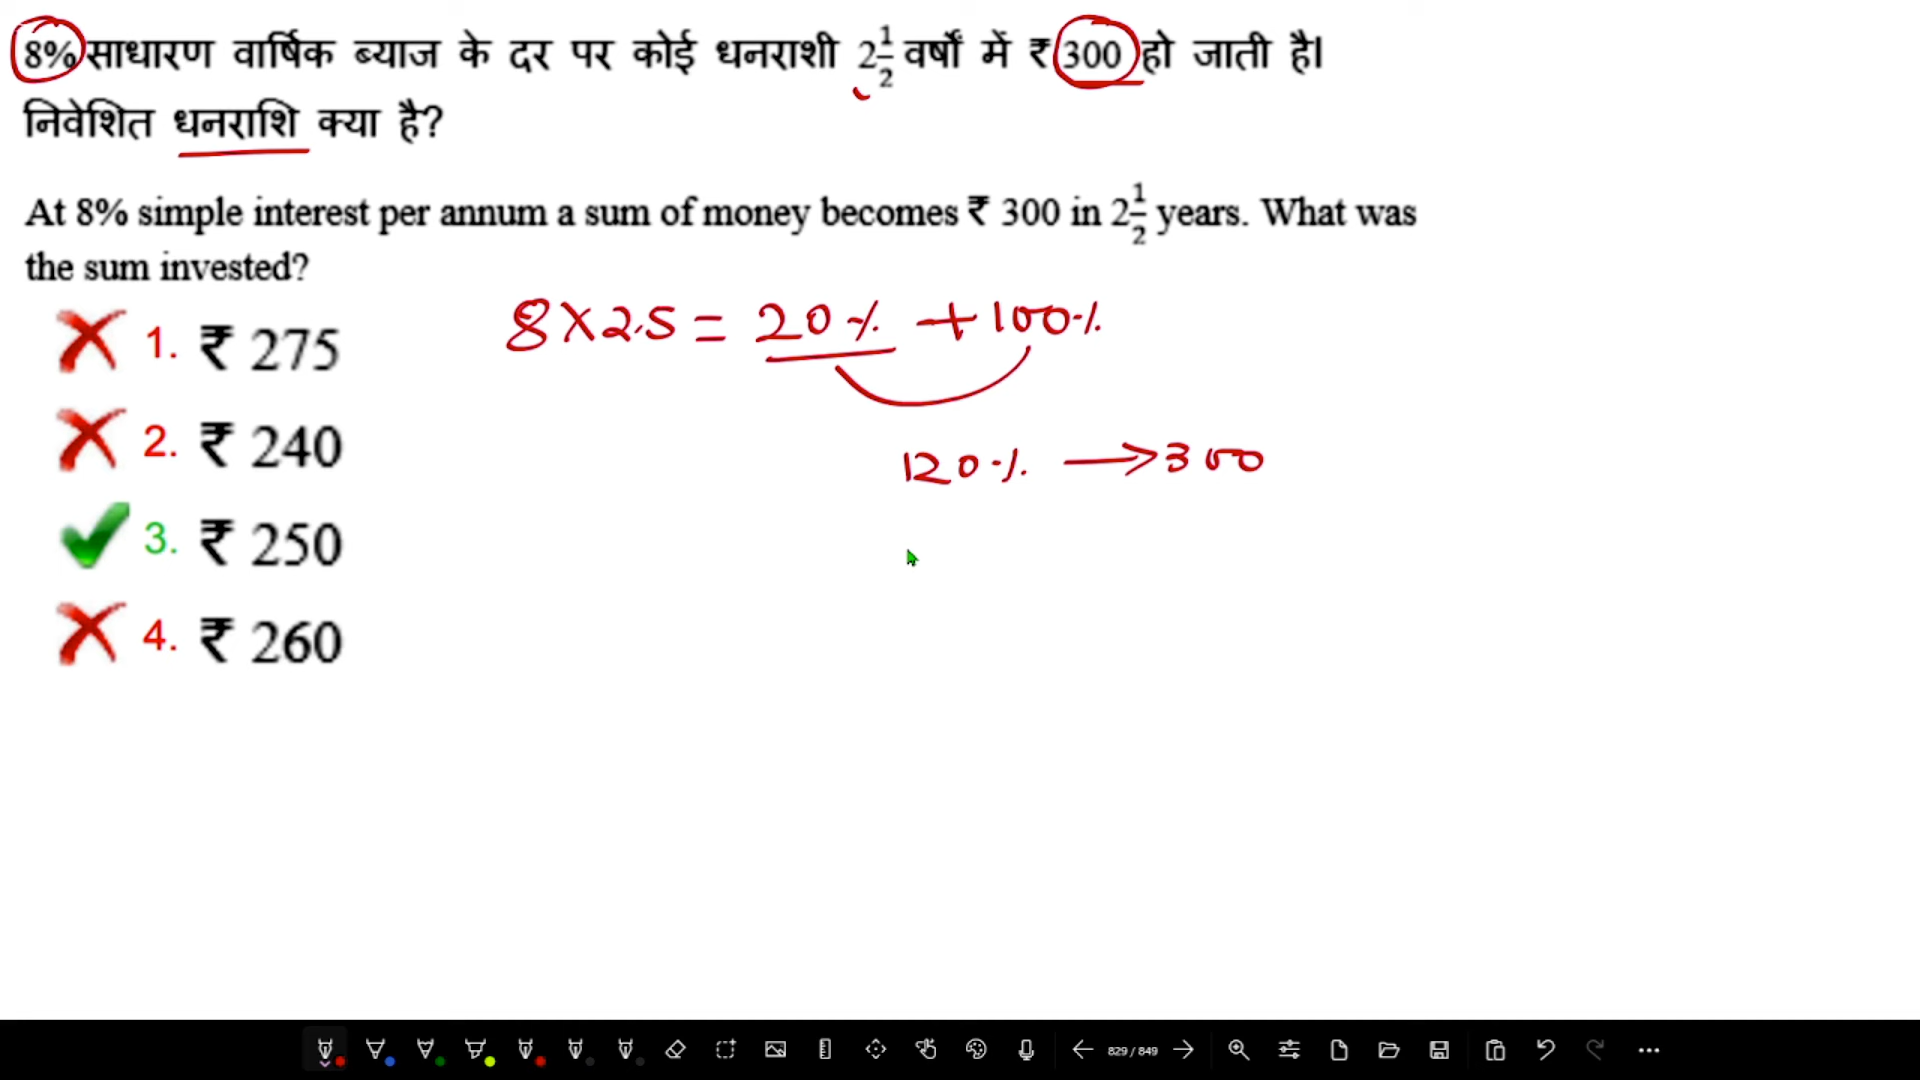 8% साधारण वार्षिक ब्याज के दर पर कोई धनराशी 2½ वर्षों में ₹ 300 हो जाती है।
निवेशित धनराशि क्या है?
At 8% simple interest per annum a sum of money becomes ₹ 300 in 2½ years. What was
the sum invested?
8×2.5 = 20% + 100%
1. ₹ 275
2. ₹ 240
120% → 300
3. ₹ 250
4. ₹ 260
829 / 849